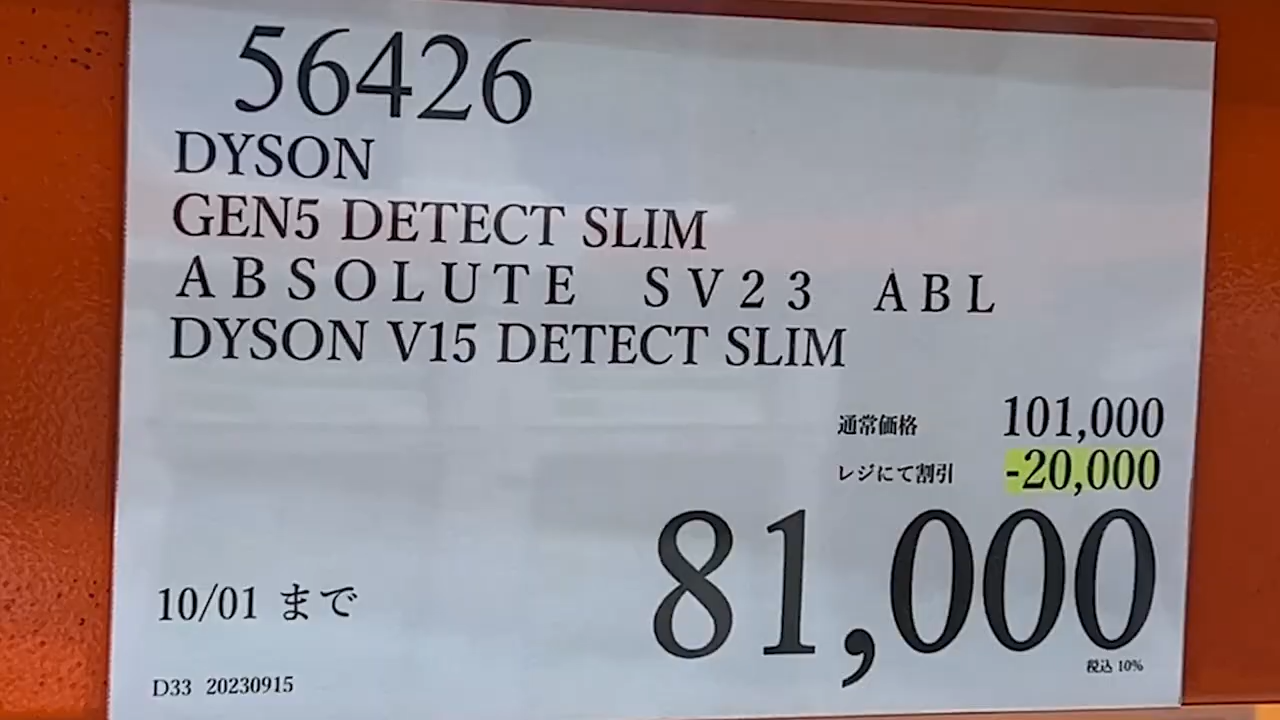 56426
DYSON
GEN5 DETECT SLIM
ABSOLUTE SV23 ABL
DYSON V15 DETECT SLIM
通常価格 101,000
レジにて割引 -20,000
81,000
税込 10%
10/01 まで
D33 20230915